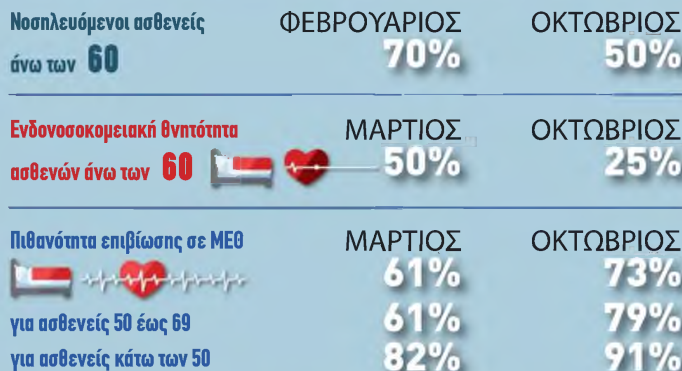 Νοσηλευόμενοι ασθενείς ΦΕΒΡΟΥΑΡΙΟΣ ΟΚΤΩΒΡΙΟΣ
άνω των 60 70% 50%
Ενδονοσοκομειακή θνητότητα ΜΑΡΤΙΟΣ ΟΚΤΩΒΡΙΟΣ
ασθενών άνω των 60 50% 25%
Πιθανότητα επιβίωσης σε ΜΕΘ ΜΑΡΤΙΟΣ ΟΚΤΩΒΡΙΟΣ
61% 73%
για ασθενείς 50 έως 69 61% 79%
για ασθενείς κάτω των 50 82% 91%